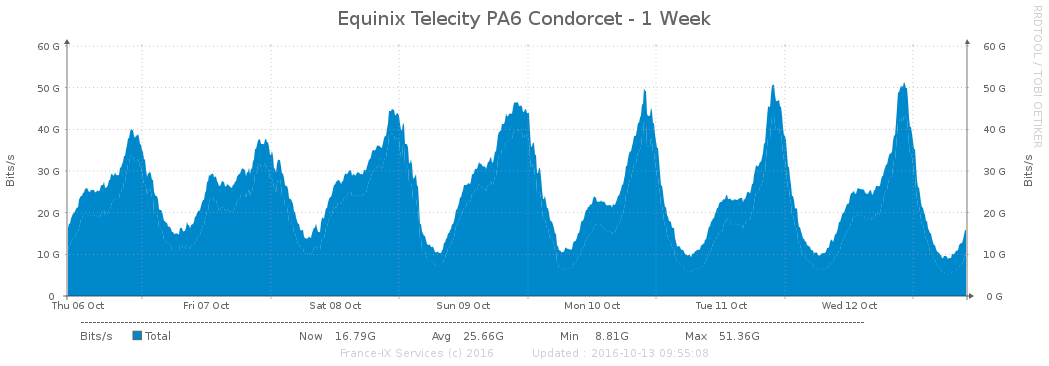 Equinix Telecity PA6 Condorcet - 1 Week
RRDTOOL / TOBI OETIKER
Bits/s
60 G 60 G
50 G 50 G
40 G 40 G
30 G 30 G
20 G 20 G
10 G 10 G
0 0 G
Bits/s
Thu 06 Oct Fri 07 Oct Sat 08 Oct Sun 09 Oct Mon 10 Oct Tue 11 Oct Wed 12 Oct
Bits/s Total Now 16.79G Avg 25.66G Min 8.81G Max 51.36G
France-IX Services (c) 2016 Updated : 2016-10-13 09:55:08